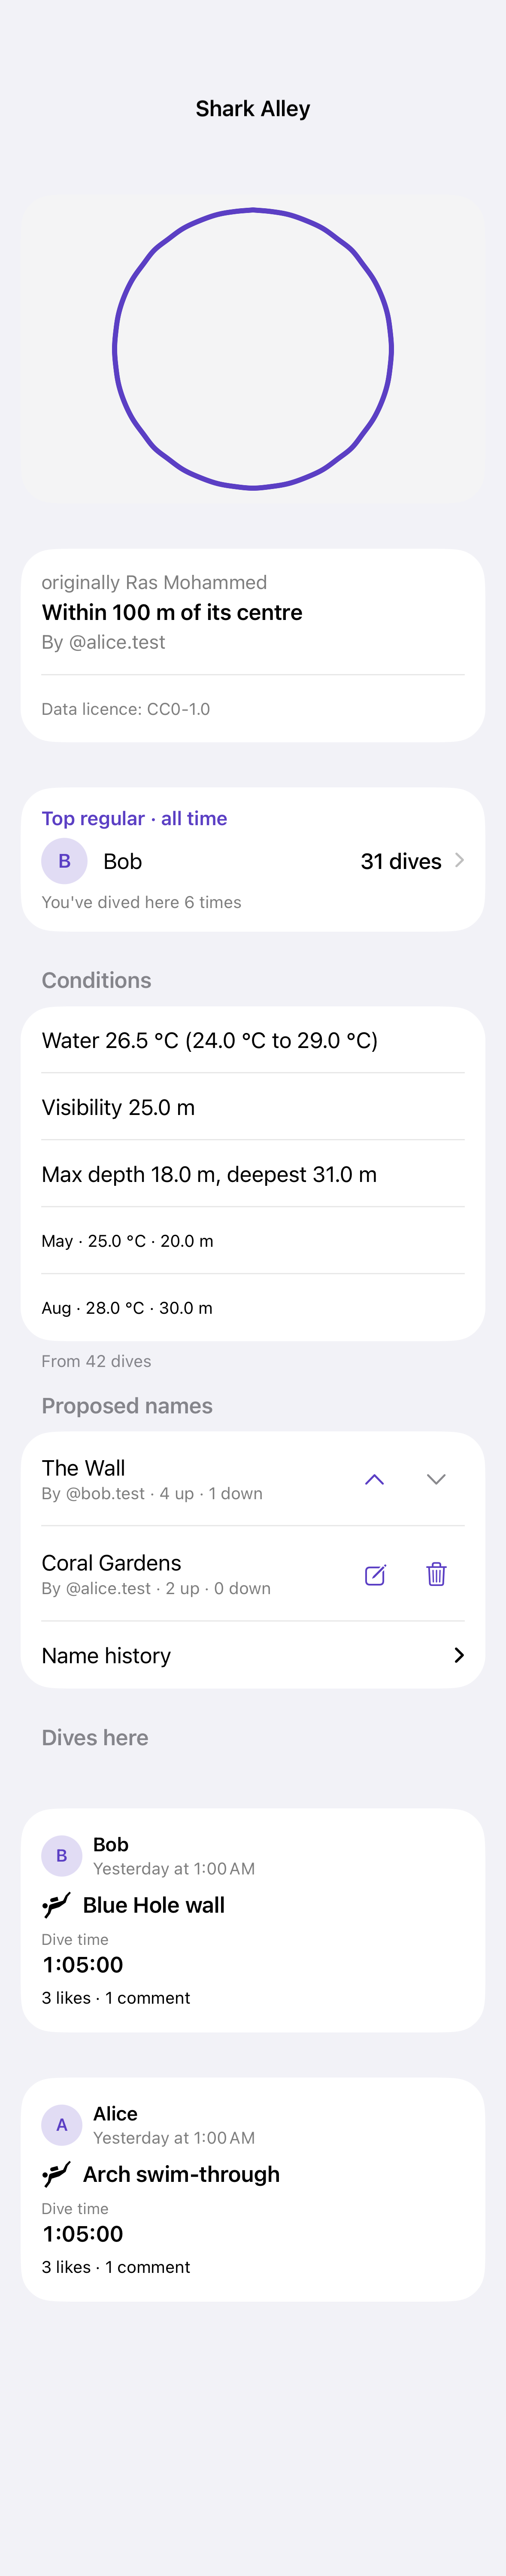 Shark Alley
originally Ras Mohammed
Within 100 m of its centre
By @alice.test
Data licence: CC0-1.0
Top regular · all time
B
Bob
31 dives
You've dived here 6 times
Conditions
Water 26.5 °C (24.0 °C to 29.0 °C)
Visibility 25.0 m
Max depth 18.0 m, deepest 31.0 m
May · 25.0 °C · 20.0 m
Aug · 28.0 °C · 30.0 m
From 42 dives
Proposed names
The Wall
By @bob.test · 4 up · 1 down
Coral Gardens
By @alice.test · 2 up · 0 down
Name history
Dives here
B
Bob
Yesterday at 1:00 AM
Blue Hole wall
Dive time
1:05:00
3 likes · 1 comment
A
Alice
Yesterday at 1:00 AM
Arch swim-through
Dive time
1:05:00
3 likes · 1 comment